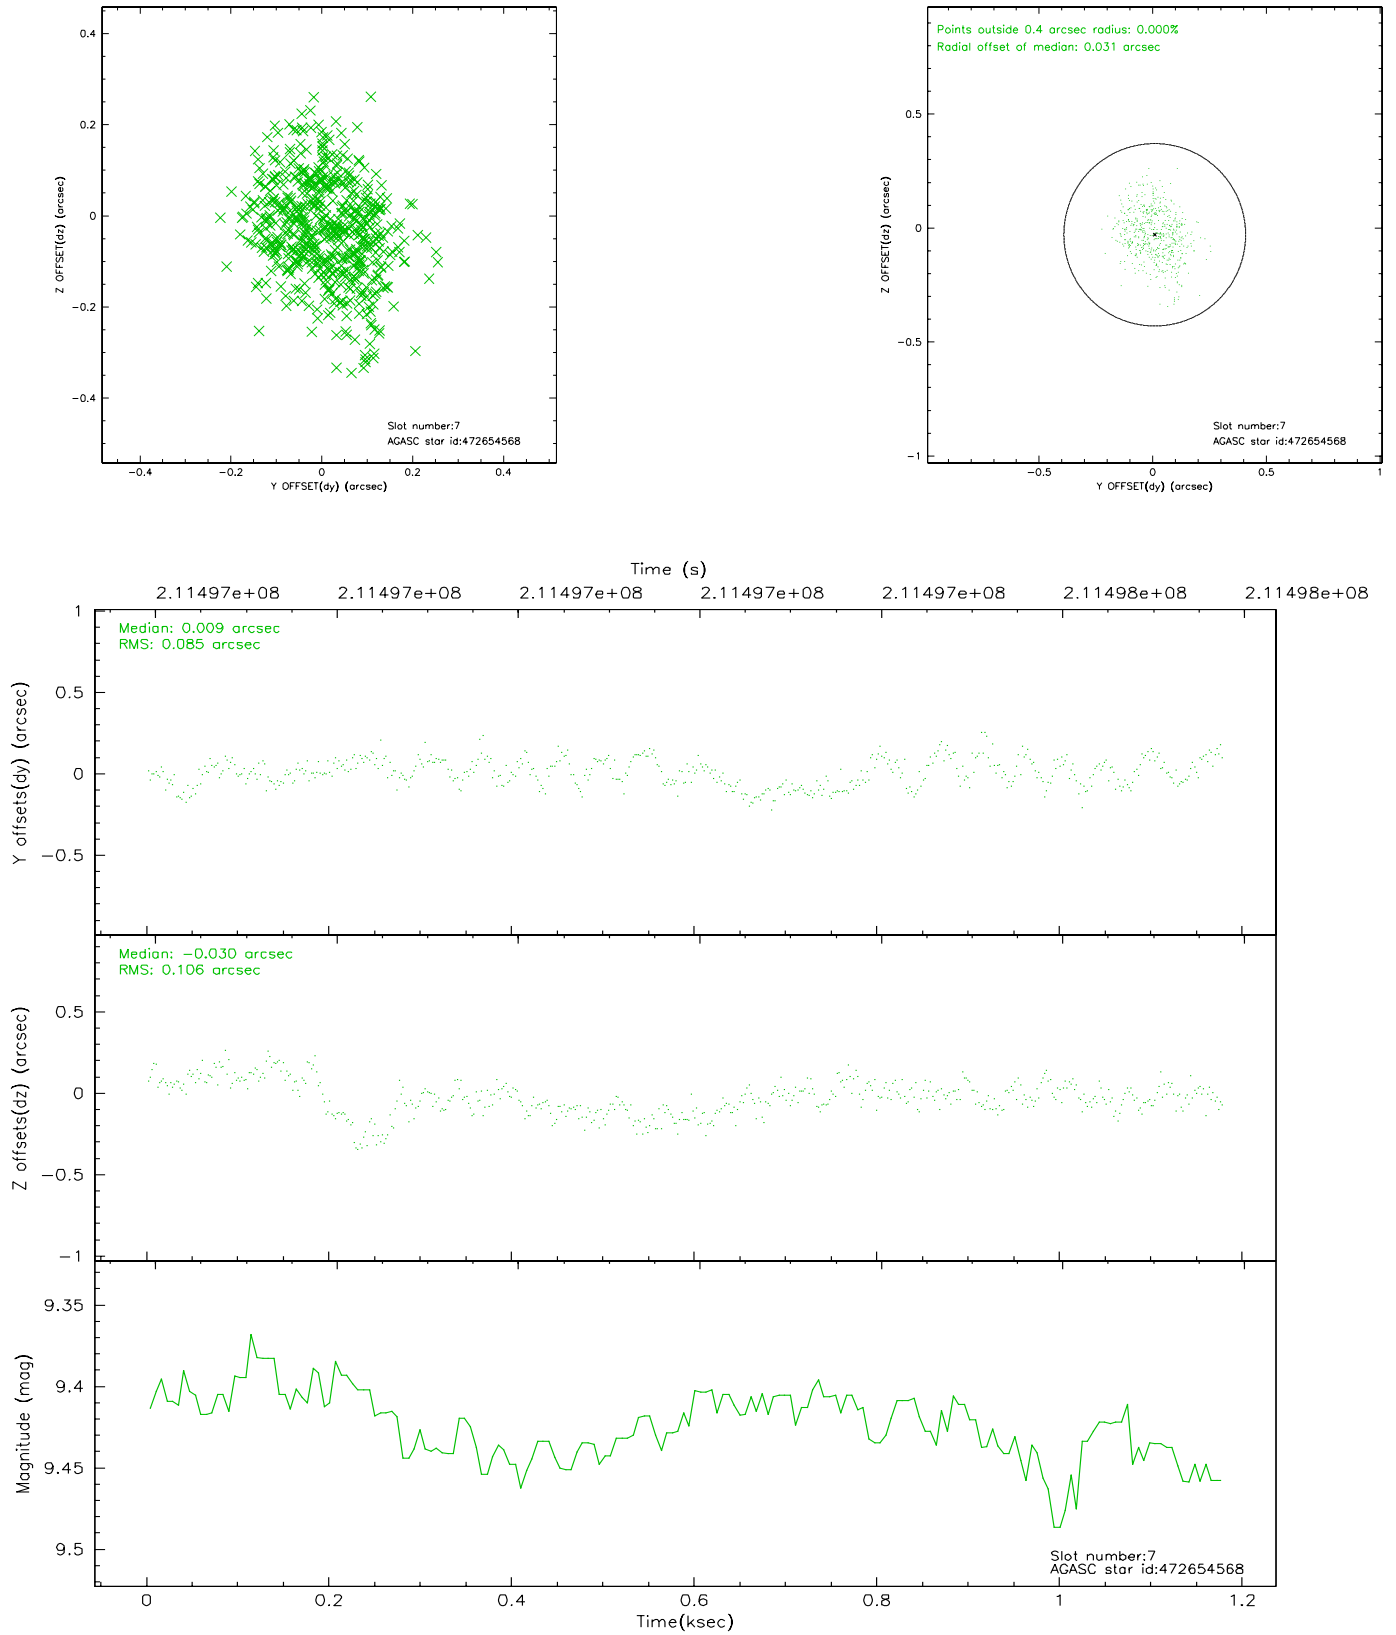 0.4
0.2
0
−0.2
−0.4
Z OFFSET(dz) (arcsec)
Slot number:7
AGASC star id:472654568
−0.4 −0.2 0 0.2 0.4
Y OFFSET(dy) (arcsec)
Points outside 0.4 arcsec radius: 0.000%
Radial offset of median: 0.031 arcsec
0.5
0
−0.5
−1
Z OFFSET(dz) (arcsec)
Slot number:7
AGASC star id:472654568
−0.5 0 0.5 1
Y OFFSET(dy) (arcsec)
Time (s)
2.11497e+08 2.11497e+08 2.11497e+08 2.11497e+08 2.11497e+08 2.11498e+08 2.11498e+08
1
0.5
0
−0.5
Y offsets(dy) (arcsec)
Median: 0.009 arcsec
RMS: 0.085 arcsec
0.5
0
−0.5
−1
Z offsets(dz) (arcsec)
Median: −0.030 arcsec
RMS: 0.106 arcsec
9.35
9.4
9.45
9.5
Magnitude (mag)
Slot number:7
AGASC star id:472654568
0 0.2 0.4 0.6 0.8 1 1.2
Time(ksec)